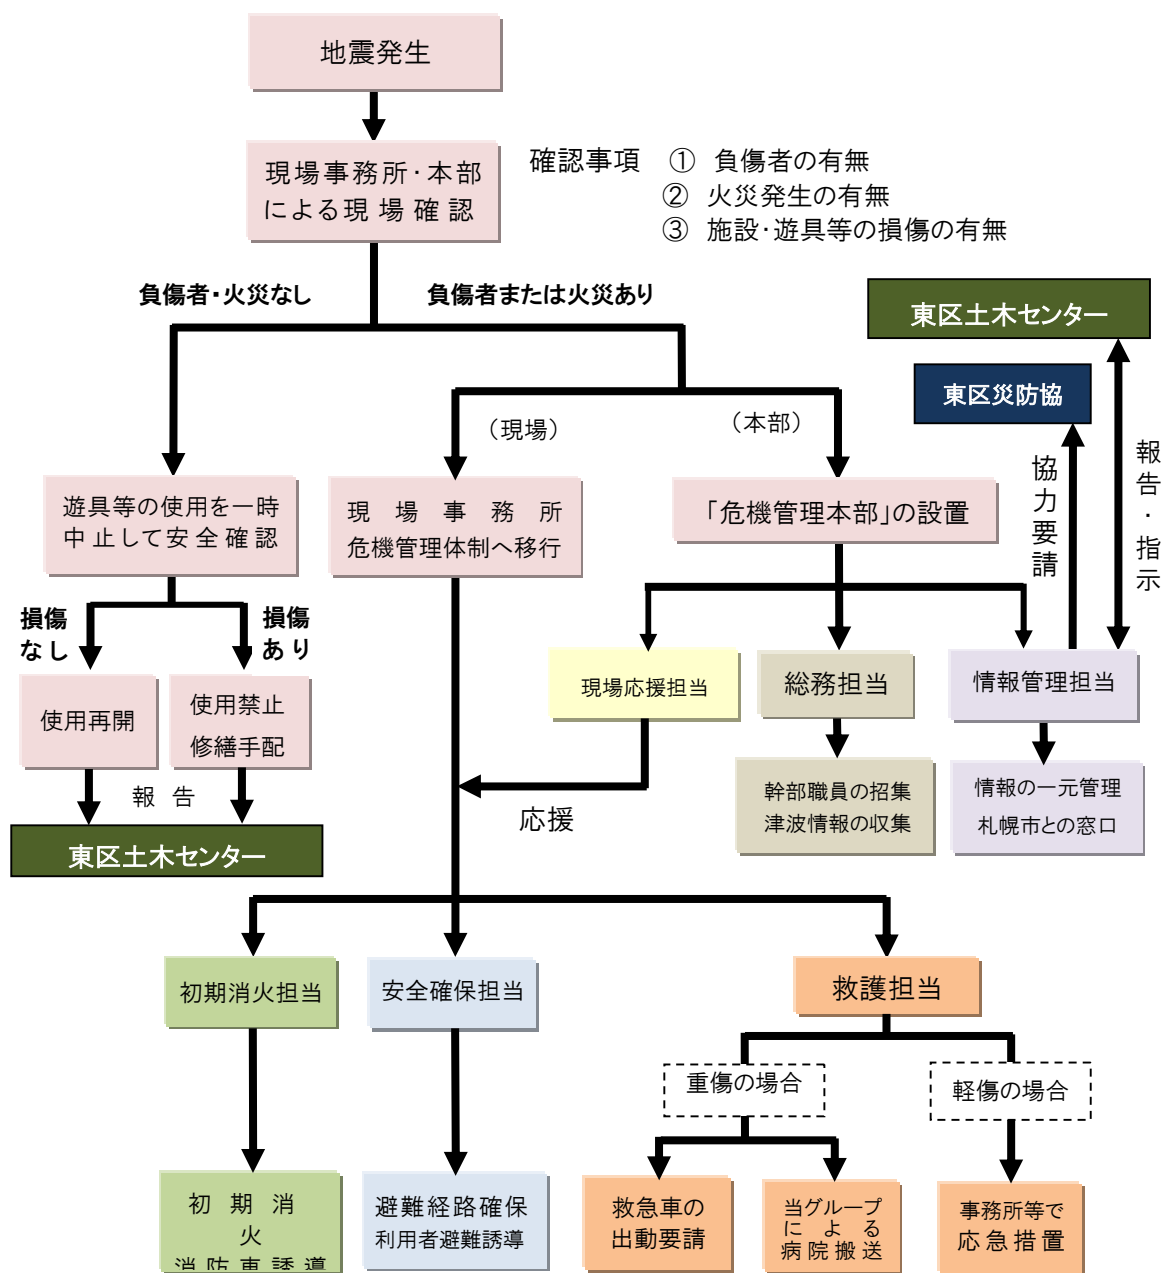 地震発生
現場事務所・本部
による現場確認
確認事項 ① 負傷者の有無
② 火災発生の有無
③ 施設・遊具等の損傷の有無
負傷者・火災なし
負傷者または火災あり
東区土木センター
東区災防協
（現場）
（本部）
協力要請
報告・指示
遊具等の使用を一時
中止して安全確認
現場事務所
危機管理体制へ移行
「危機管理本部」の設置
損傷
なし
損傷
あり
現場応援担当
総務担当
情報管理担当
使用再開
使用禁止
修繕手配
報告
応援
幹部職員の招集
津波情報の収集
情報の一元管理
札幌市との窓口
東区土木センター
初期消火担当
安全確保担当
救護担当
重傷の場合
軽傷の場合
初期消
火
消防車誘導
避難経路確保
利用者避難誘導
救急車の
出動要請
当グループ
による
病院搬送
事務所等で
応急措置